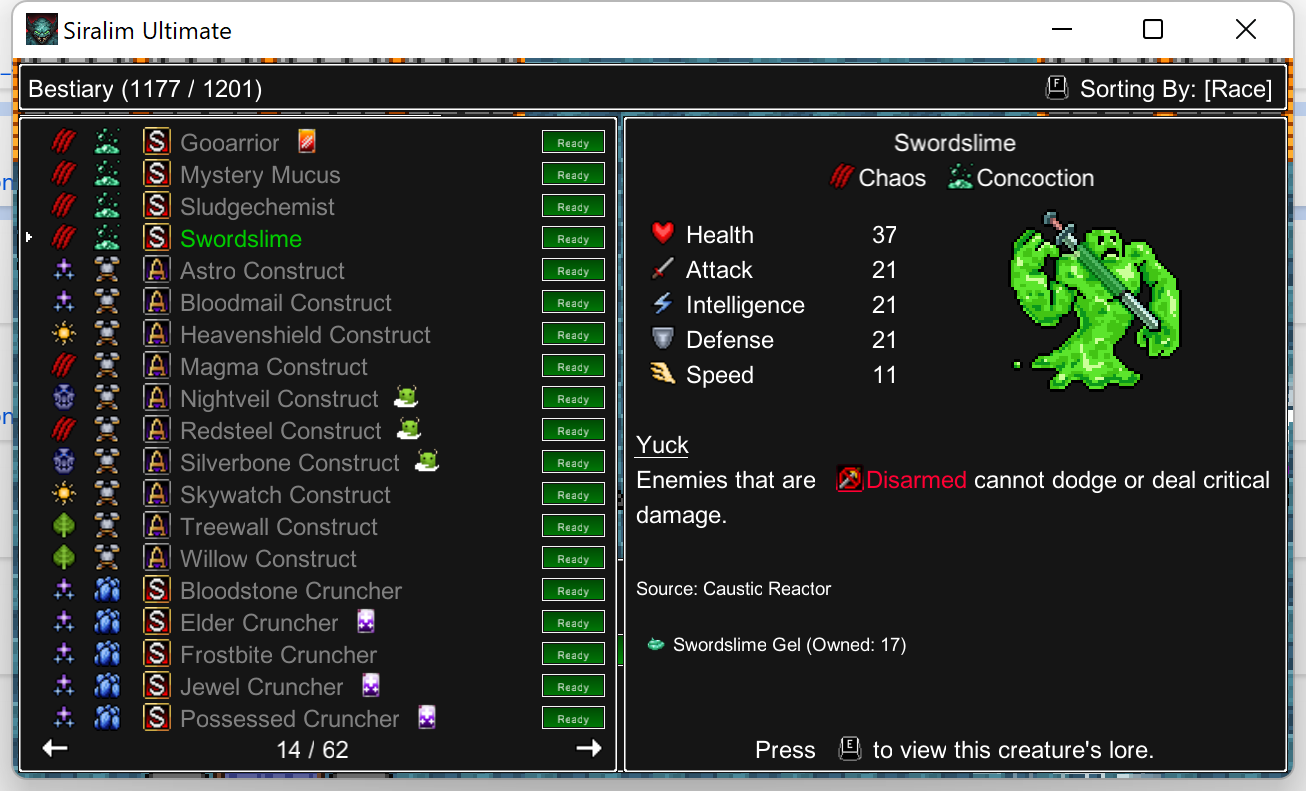 Siralim Ultimate
Bestiary (1177 / 1201)
F Sorting By: [Race]
S Gooarrior Ready
S Mystery Mucus Ready
S Sludgechemist Ready
S Swordslime Ready
A Astro Construct Ready
A Bloodmail Construct Ready
A Heavenshield Construct Ready
A Magma Construct Ready
A Nightveil Construct Ready
A Redsteel Construct Ready
A Silverbone Construct Ready
A Skywatch Construct Ready
A Treewall Construct Ready
A Willow Construct Ready
S Bloodstone Cruncher Ready
S Elder Cruncher Ready
S Frostbite Cruncher Ready
S Jewel Cruncher Ready
S Possessed Cruncher Ready
14 / 62
Swordslime
Chaos Concoction
Health 37
Attack 21
Intelligence 21
Defense 21
Speed 11
Yuck
Enemies that are Disarmed cannot dodge or deal critical
damage.
Source: Caustic Reactor
Swordslime Gel (Owned: 17)
Press E to view this creature's lore.